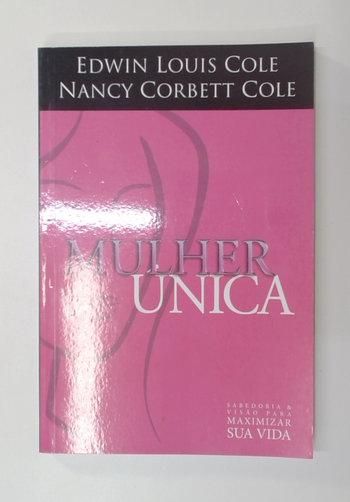 EDWIN LOUIS COLE
NANCY CORBETT COLE
MULHER
UNICA
SABEDORIA &
VISÃO PARA
MAXIMIZAR
SUA VIDA